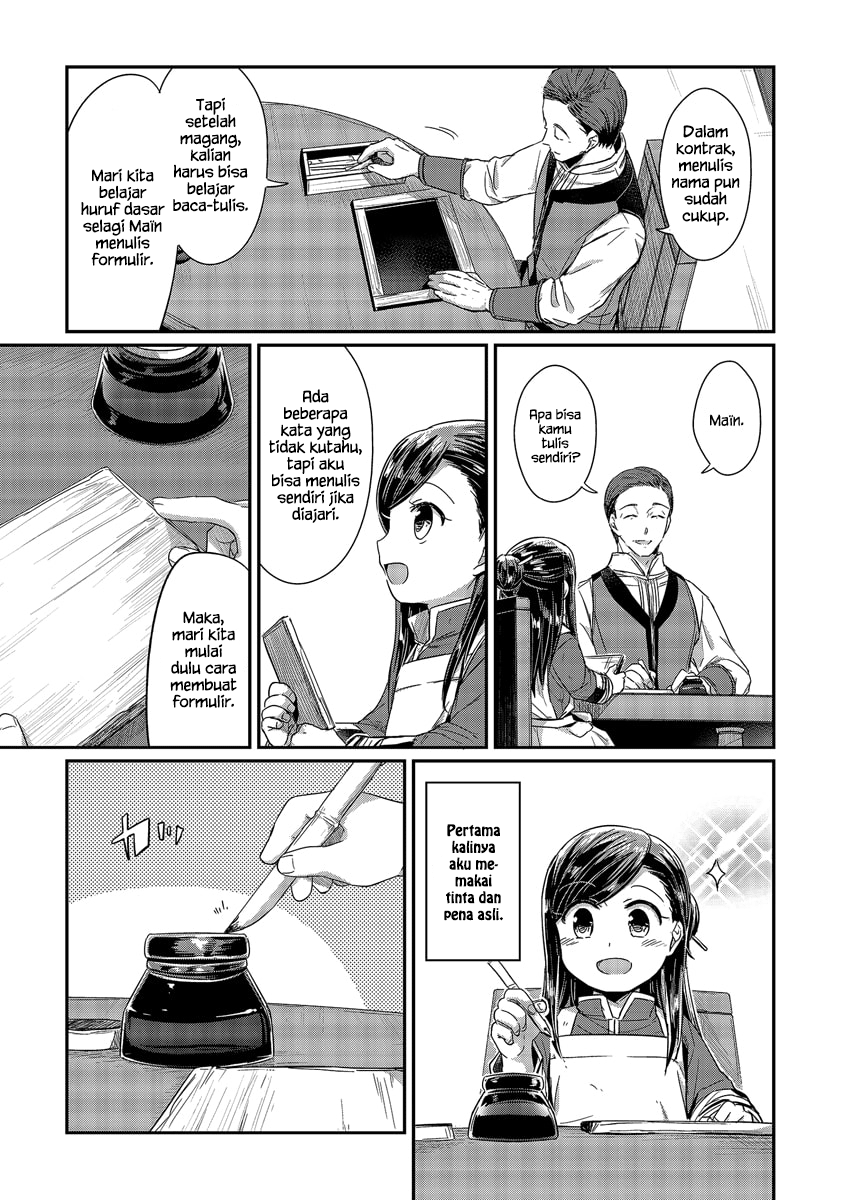 Dalam
kontrak,
menulis
nama pun
sudah
cukup.
Tapi
setelah
magang,
kalian
harus bisa
belajar
baca-tulis.
Mari kita
belajar
huruf dasar
selagi Maïn
menulis
formulir.
Maïn.
Apa bisa
kamu
tulis
sendiri?
Ada
beberapa
kata yang
tidak kutahu,
tapi aku
bisa menulis
sendiri jika
diajari.
Maka,
mari kita
mulai
dulu cara
membuat
formulir.
Pertama
kalinya
aku me-
makai
tinta dan
pena asli.